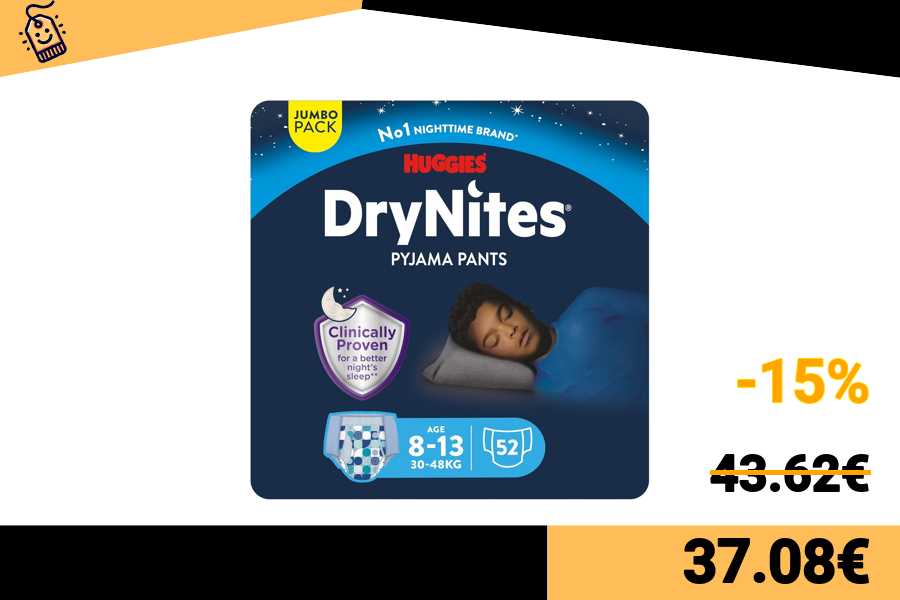 JUMBO
PACK
No1 NIGHTTIME BRAND*
HUGGIES
DryNites®
PYJAMA PANTS
Clinically
Proven
for a better
night's
sleep**
AGE
8-13
30-48KG
52
-15%
43.62€
37.08€